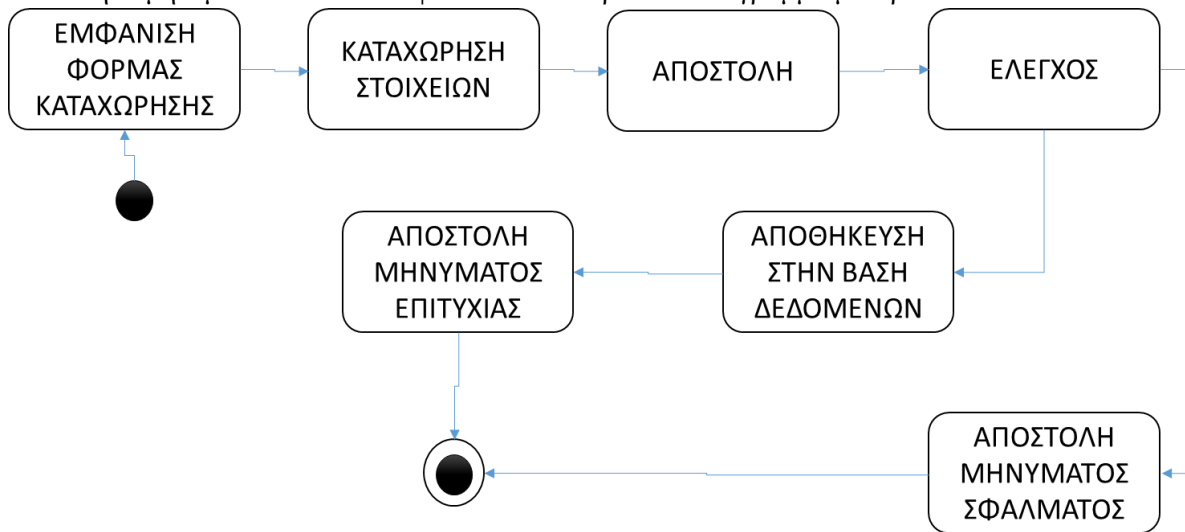 ΕΜΦΑΝΙΣΗ
ΦΟΡΜΑΣ
ΚΑΤΑΧΩΡΗΣΗΣ
ΚΑΤΑΧΩΡΗΣΗ
ΣΤΟΙΧΕΙΩΝ
ΑΠΟΣΤΟΛΗ
ΕΛΕΓΧΟΣ
ΑΠΟΣΤΟΛΗ
ΜΗΝΥΜΑΤΟΣ
ΕΠΙΤΥΧΙΑΣ
ΑΠΟΘΗΚΕΥΣΗ
ΣΤΗΝ ΒΑΣΗ
ΔΕΔΟΜΕΝΩΝ
ΑΠΟΣΤΟΛΗ
ΜΗΝΥΜΑΤΟΣ
ΣΦΑΛΜΑΤΟΣ